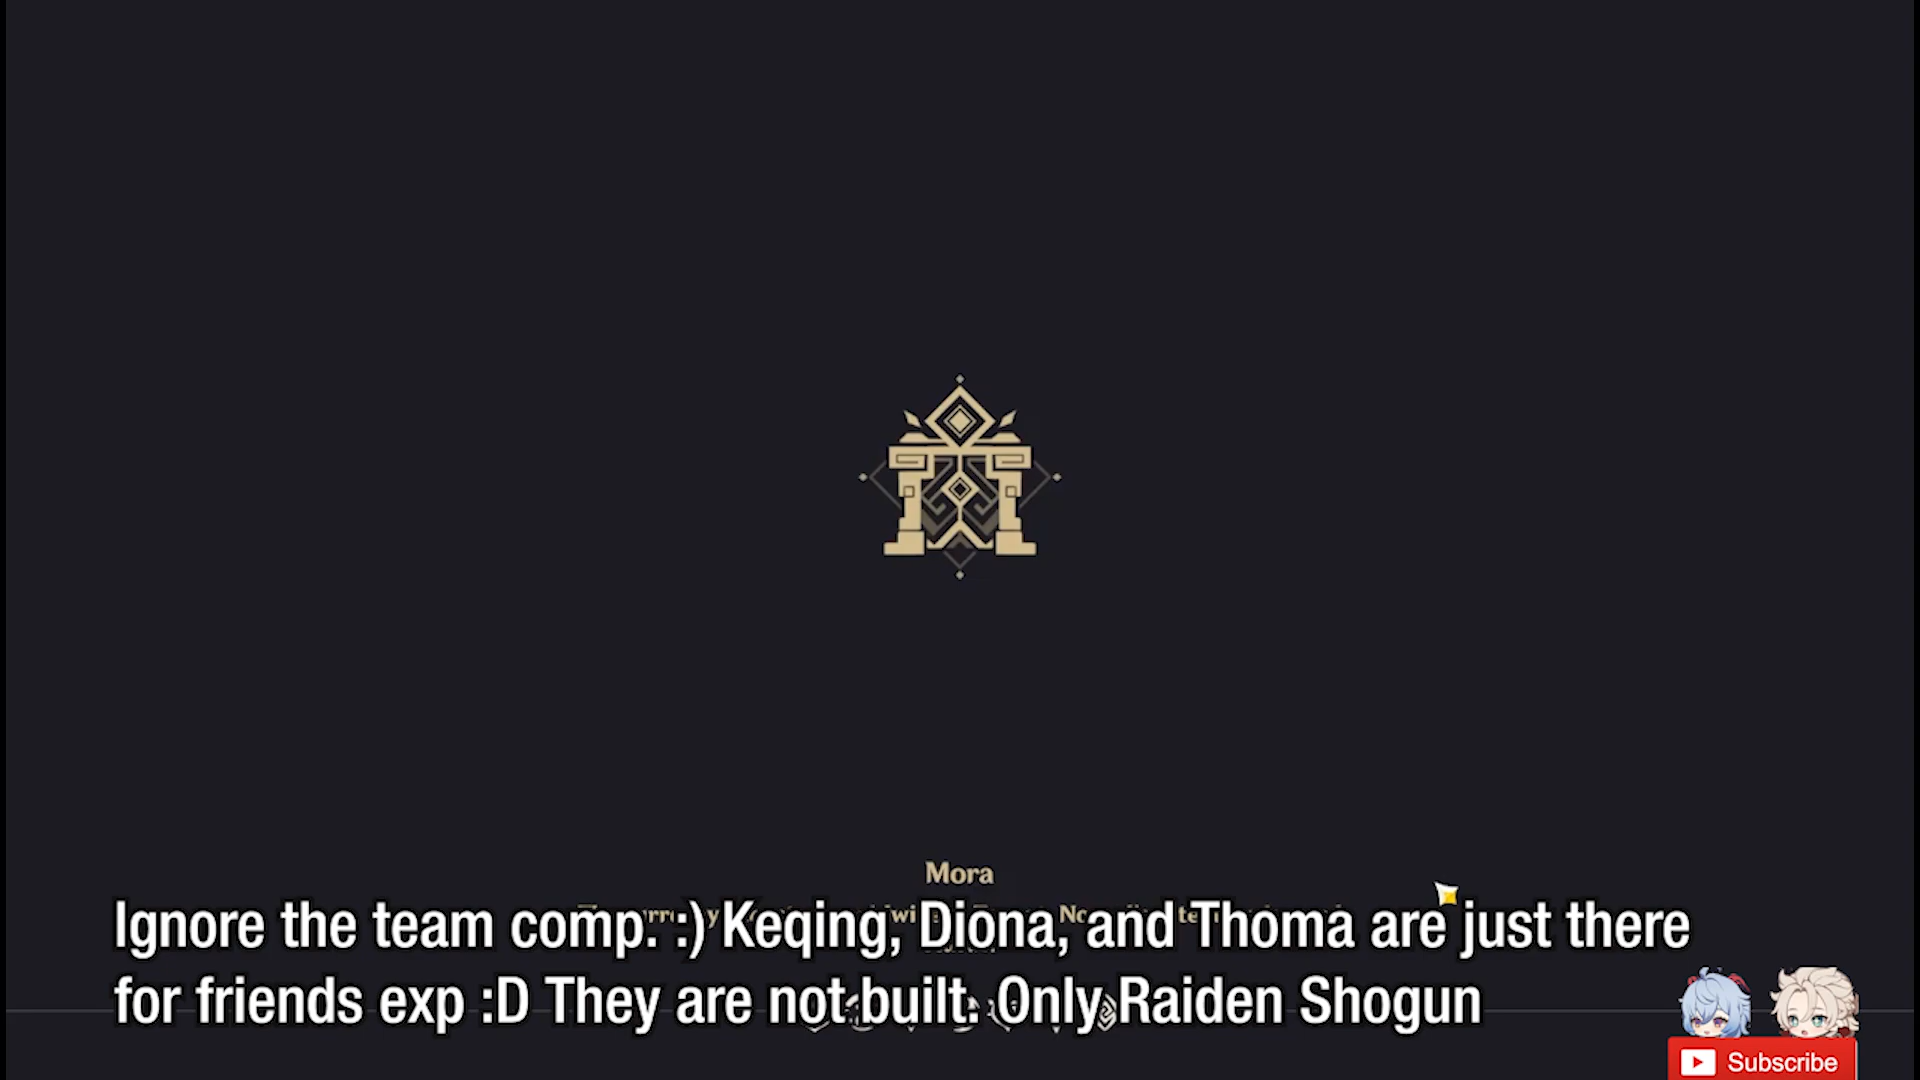 Mora
Ignore the team comp. :) Keqing, Diona, and Thoma are just there
for friends exp :D They are not built. Only Raiden Shogun
Subscribe